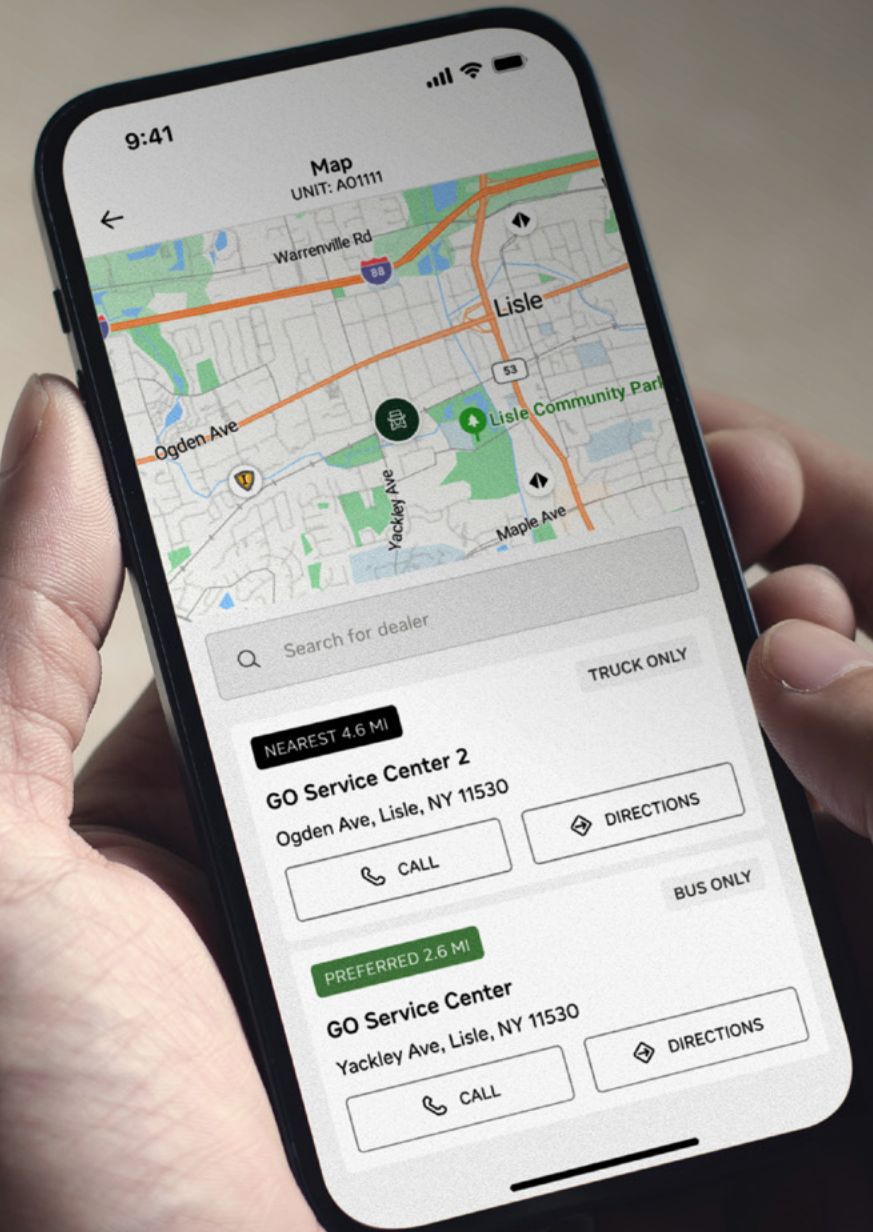 9:41
Map
UNIT: A01111
Warrenville Rd
88
Lisle
53
Lisle Community Park
Ogden Ave
Yackley Ave
Maple Ave
Search for dealer
TRUCK ONLY
NEAREST 4.6 MI
GO Service Center 2
Ogden Ave, Lisle, NY 11530
CALL
DIRECTIONS
BUS ONLY
PREFERRED 2.6 MI
GO Service Center
Yackley Ave, Lisle, NY 11530
CALL
DIRECTIONS